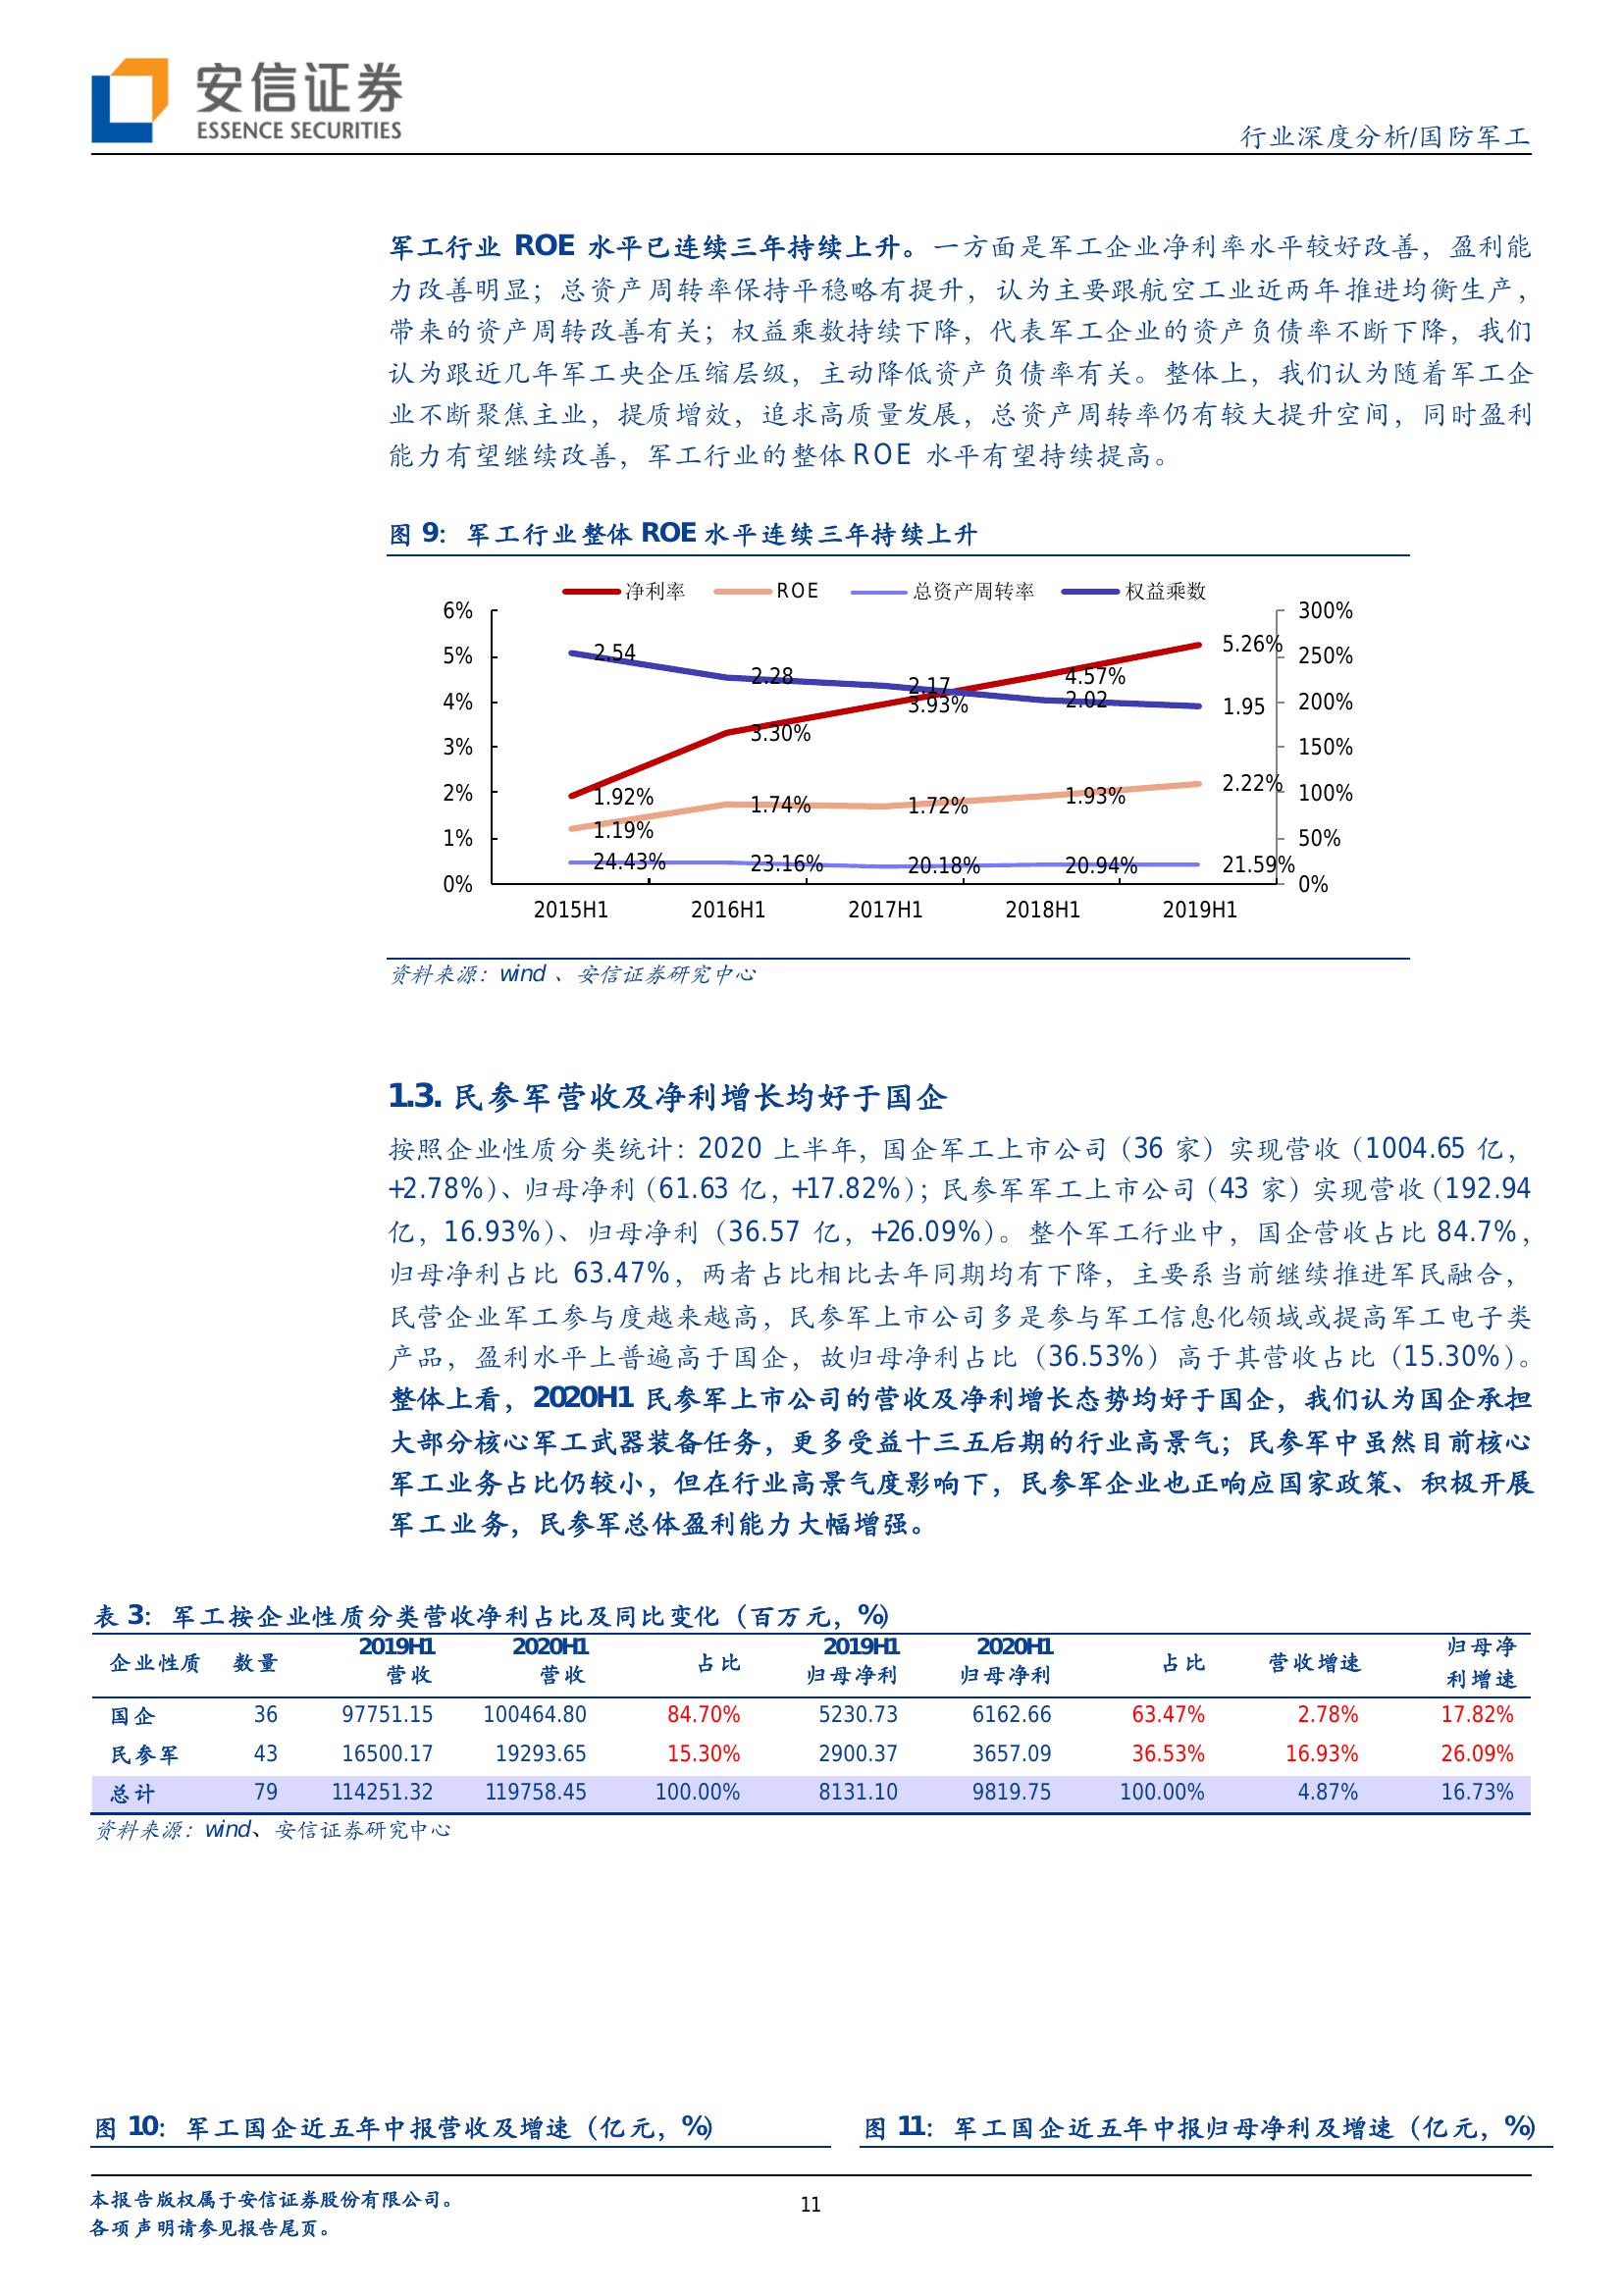 安信证券
ESSENCE SECURITIES
行业深度分析/国防军工
军工行业 ROE 水平已连续三年持续上升。一方面是军工企业净利率水平较好改善，盈利能
力改善明显；总资产周转率保持平稳略有提升，认为主要跟航空工业近两年推进均衡生产，
带来的资产周转改善有关；权益乘数持续下降，代表军工企业的资产负债率不断下降，我们
认为跟近几年军工央企压缩层级，主动降低资产负债率有关。整体上，我们认为随着军工企
业不断聚焦主业，提质增效，追求高质量发展，总资产周转率仍有较大提升空间，同时盈利
能力有望继续改善，军工行业的整体 ROE 水平有望持续提高。
图 9：军工行业整体 ROE 水平连续三年持续上升
净利率 ROE 总资产周转率 权益乘数
6% 300%
5% 250%
4% 200%
3% 150%
2% 100%
1% 50%
0% 0%
2.54 2.28 2.17 2.02 1.95
1.92% 3.30% 3.93% 4.57% 5.26%
1.19% 1.74% 1.72% 1.93% 2.22%
24.43% 23.16% 20.18% 20.94% 21.59%
2015H1 2016H1 2017H1 2018H1 2019H1
资料来源：wind 、安信证券研究中心
1.3. 民参军营收及净利增长均好于国企
按照企业性质分类统计：2020 上半年，国企军工上市公司（36 家）实现营收（1004.65 亿，
+2.78%）、归母净利（61.63 亿，+17.82%）；民参军军工上市公司（43 家）实现营收（192.94
亿，16.93%）、归母净利（36.57 亿，+26.09%）。整个军工行业中，国企营收占比 84.7%，
归母净利占比 63.47%，两者占比相比去年同期均有下降，主要系当前继续推进军民融合，
民营企业军工参与度越来越高，民参军上市公司多是参与军工信息化领域或提高军工电子类
产品，盈利水平上普遍高于国企，故归母净利占比（36.53%）高于其营收占比（15.30%）。
整体上看，2020H1 民参军上市公司的营收及净利增长态势均好于国企，我们认为国企承担
大部分核心军工武器装备任务，更多受益十三五后期的行业高景气；民参军中虽然目前核心
军工业务占比仍较小，但在行业高景气度影响下，民参军企业也正响应国家政策、积极开展
军工业务，民参军总体盈利能力大幅增强。
表 3：军工按企业性质分类营收净利占比及同比变化（百万元，%）
企业性质 数量 2019H1 营收 2020H1 营收 占比 2019H1 归母净利 2020H1 归母净利 占比 营收增速 归母净利增速
国企 36 97751.15 100464.80 84.70% 5230.73 6162.66 63.47% 2.78% 17.82%
民参军 43 16500.17 19293.65 15.30% 2900.37 3657.09 36.53% 16.93% 26.09%
总计 79 114251.32 119758.45 100.00% 8131.10 9819.75 100.00% 4.87% 16.73%
资料来源：wind、安信证券研究中心
图 10：军工国企近五年中报营收及增速（亿元，%）
图 11：军工国企近五年中报归母净利及增速（亿元，%）
本报告版权属于安信证券股份有限公司。
各项声明请参见报告尾页。
11